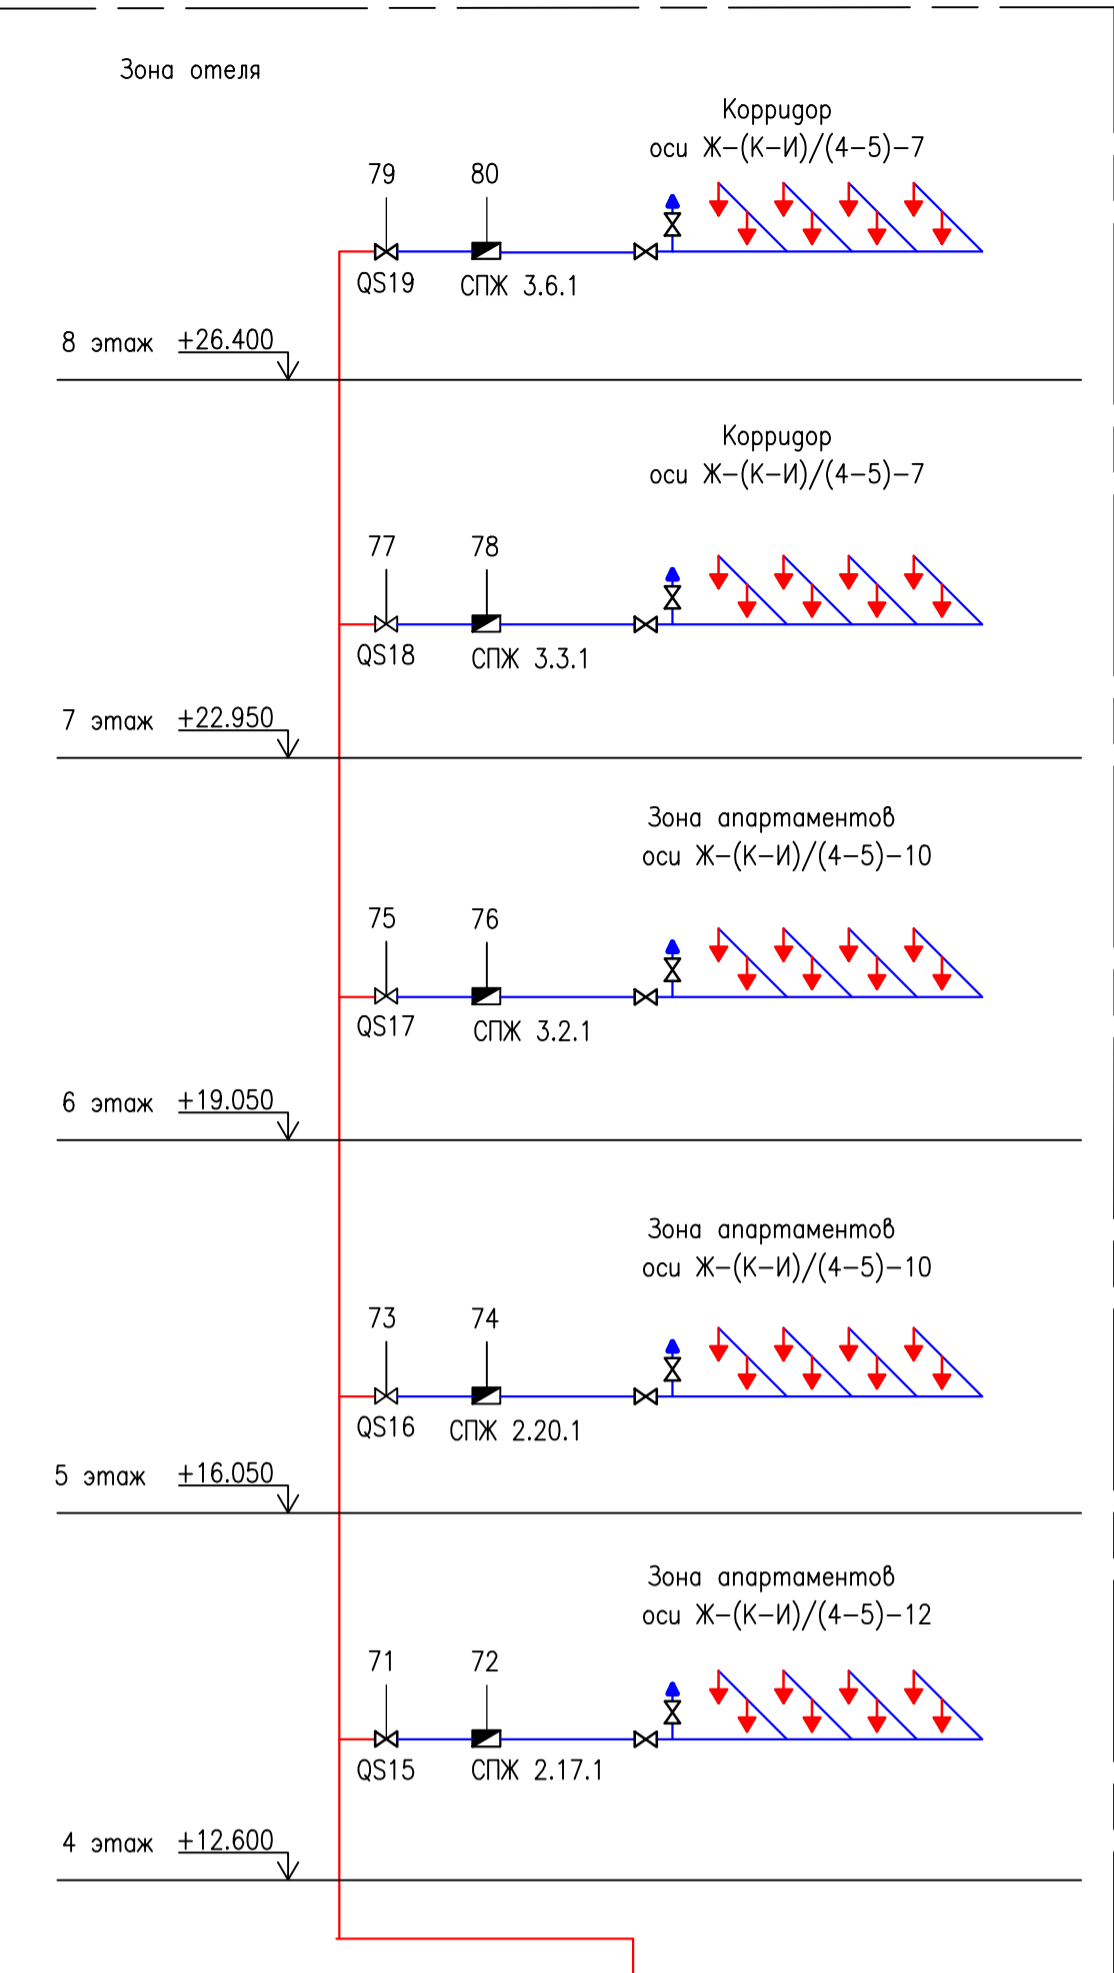 Зона отеля
Корридор
оси Ж-(К-И)/(4-5)-7
79
80
QS19
СПЖ 3.6.1
8 этаж +26.400
Корридор
оси Ж-(К-И)/(4-5)-7
77
78
QS18
СПЖ 3.3.1
7 этаж +22.950
Зона апартаментов
оси Ж-(К-И)/(4-5)-10
75
76
QS17
СПЖ 3.2.1
6 этаж +19.050
Зона апартаментов
оси Ж-(К-И)/(4-5)-10
73
74
QS16
СПЖ 2.20.1
5 этаж +16.050
Зона апартаментов
оси Ж-(К-И)/(4-5)-12
71
72
QS15
СПЖ 2.17.1
4 этаж +12.600